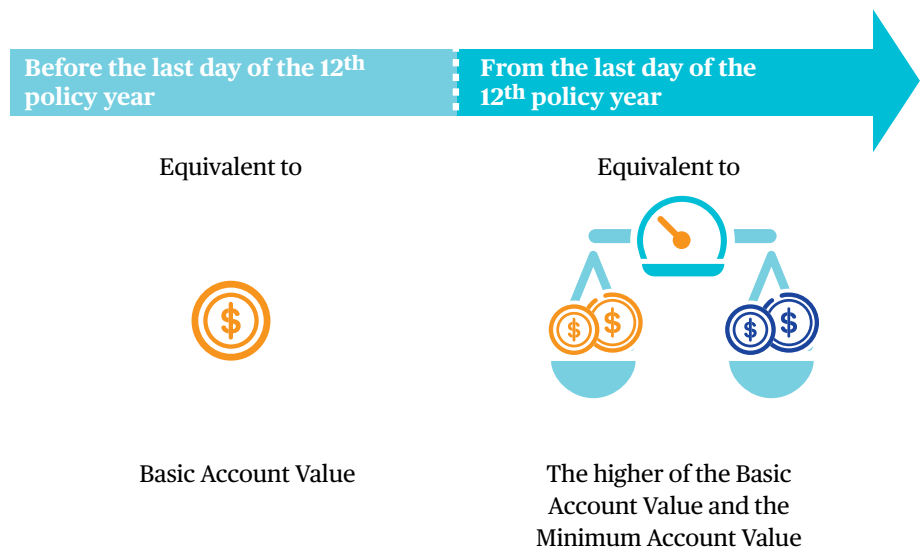 Before the last day of the 12th
policy year
From the last day of the
12th policy year
Equivalent to
Equivalent to
$
$
$
$
$
Basic Account Value
The higher of the Basic
Account Value and the
Minimum Account Value